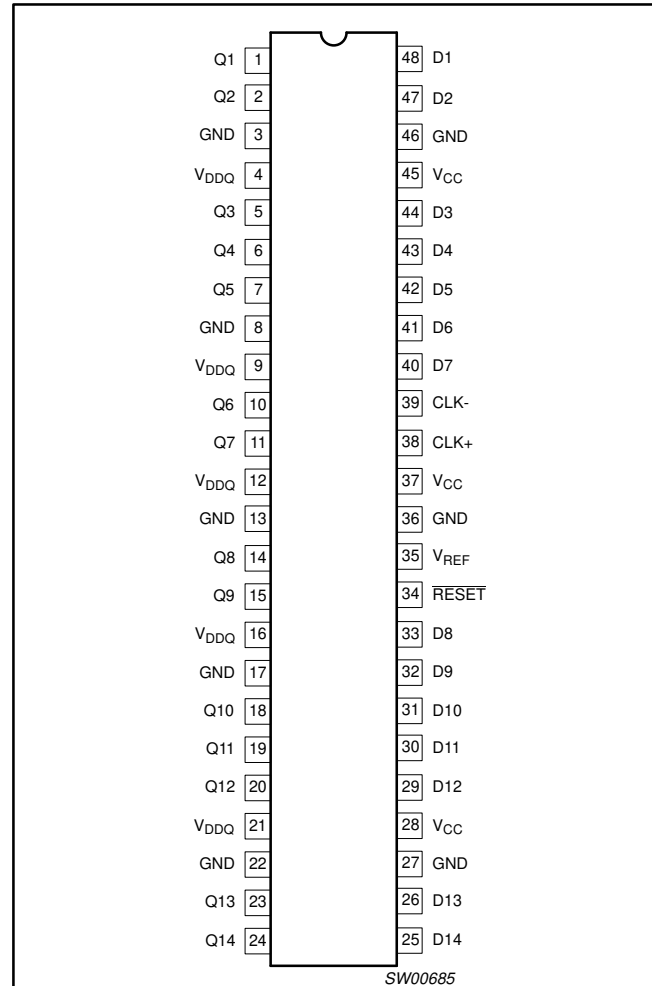 Q1 1 48 D1
Q2 2 47 D2
GND 3 46 GND
VDDQ 4 45 VCC
Q3 5 44 D3
Q4 6 43 D4
Q5 7 42 D5
GND 8 41 D6
VDDQ 9 40 D7
Q6 10 39 CLK-
Q7 11 38 CLK+
VDDQ 12 37 VCC
GND 13 36 GND
Q8 14 35 VREF
Q9 15 34 R̅E̅S̅E̅T̅
VDDQ 16 33 D8
GND 17 32 D9
Q10 18 31 D10
Q11 19 30 D11
Q12 20 29 D12
VDDQ 21 28 VCC
GND 22 27 GND
Q13 23 26 D13
Q14 24 25 D14
SW00685